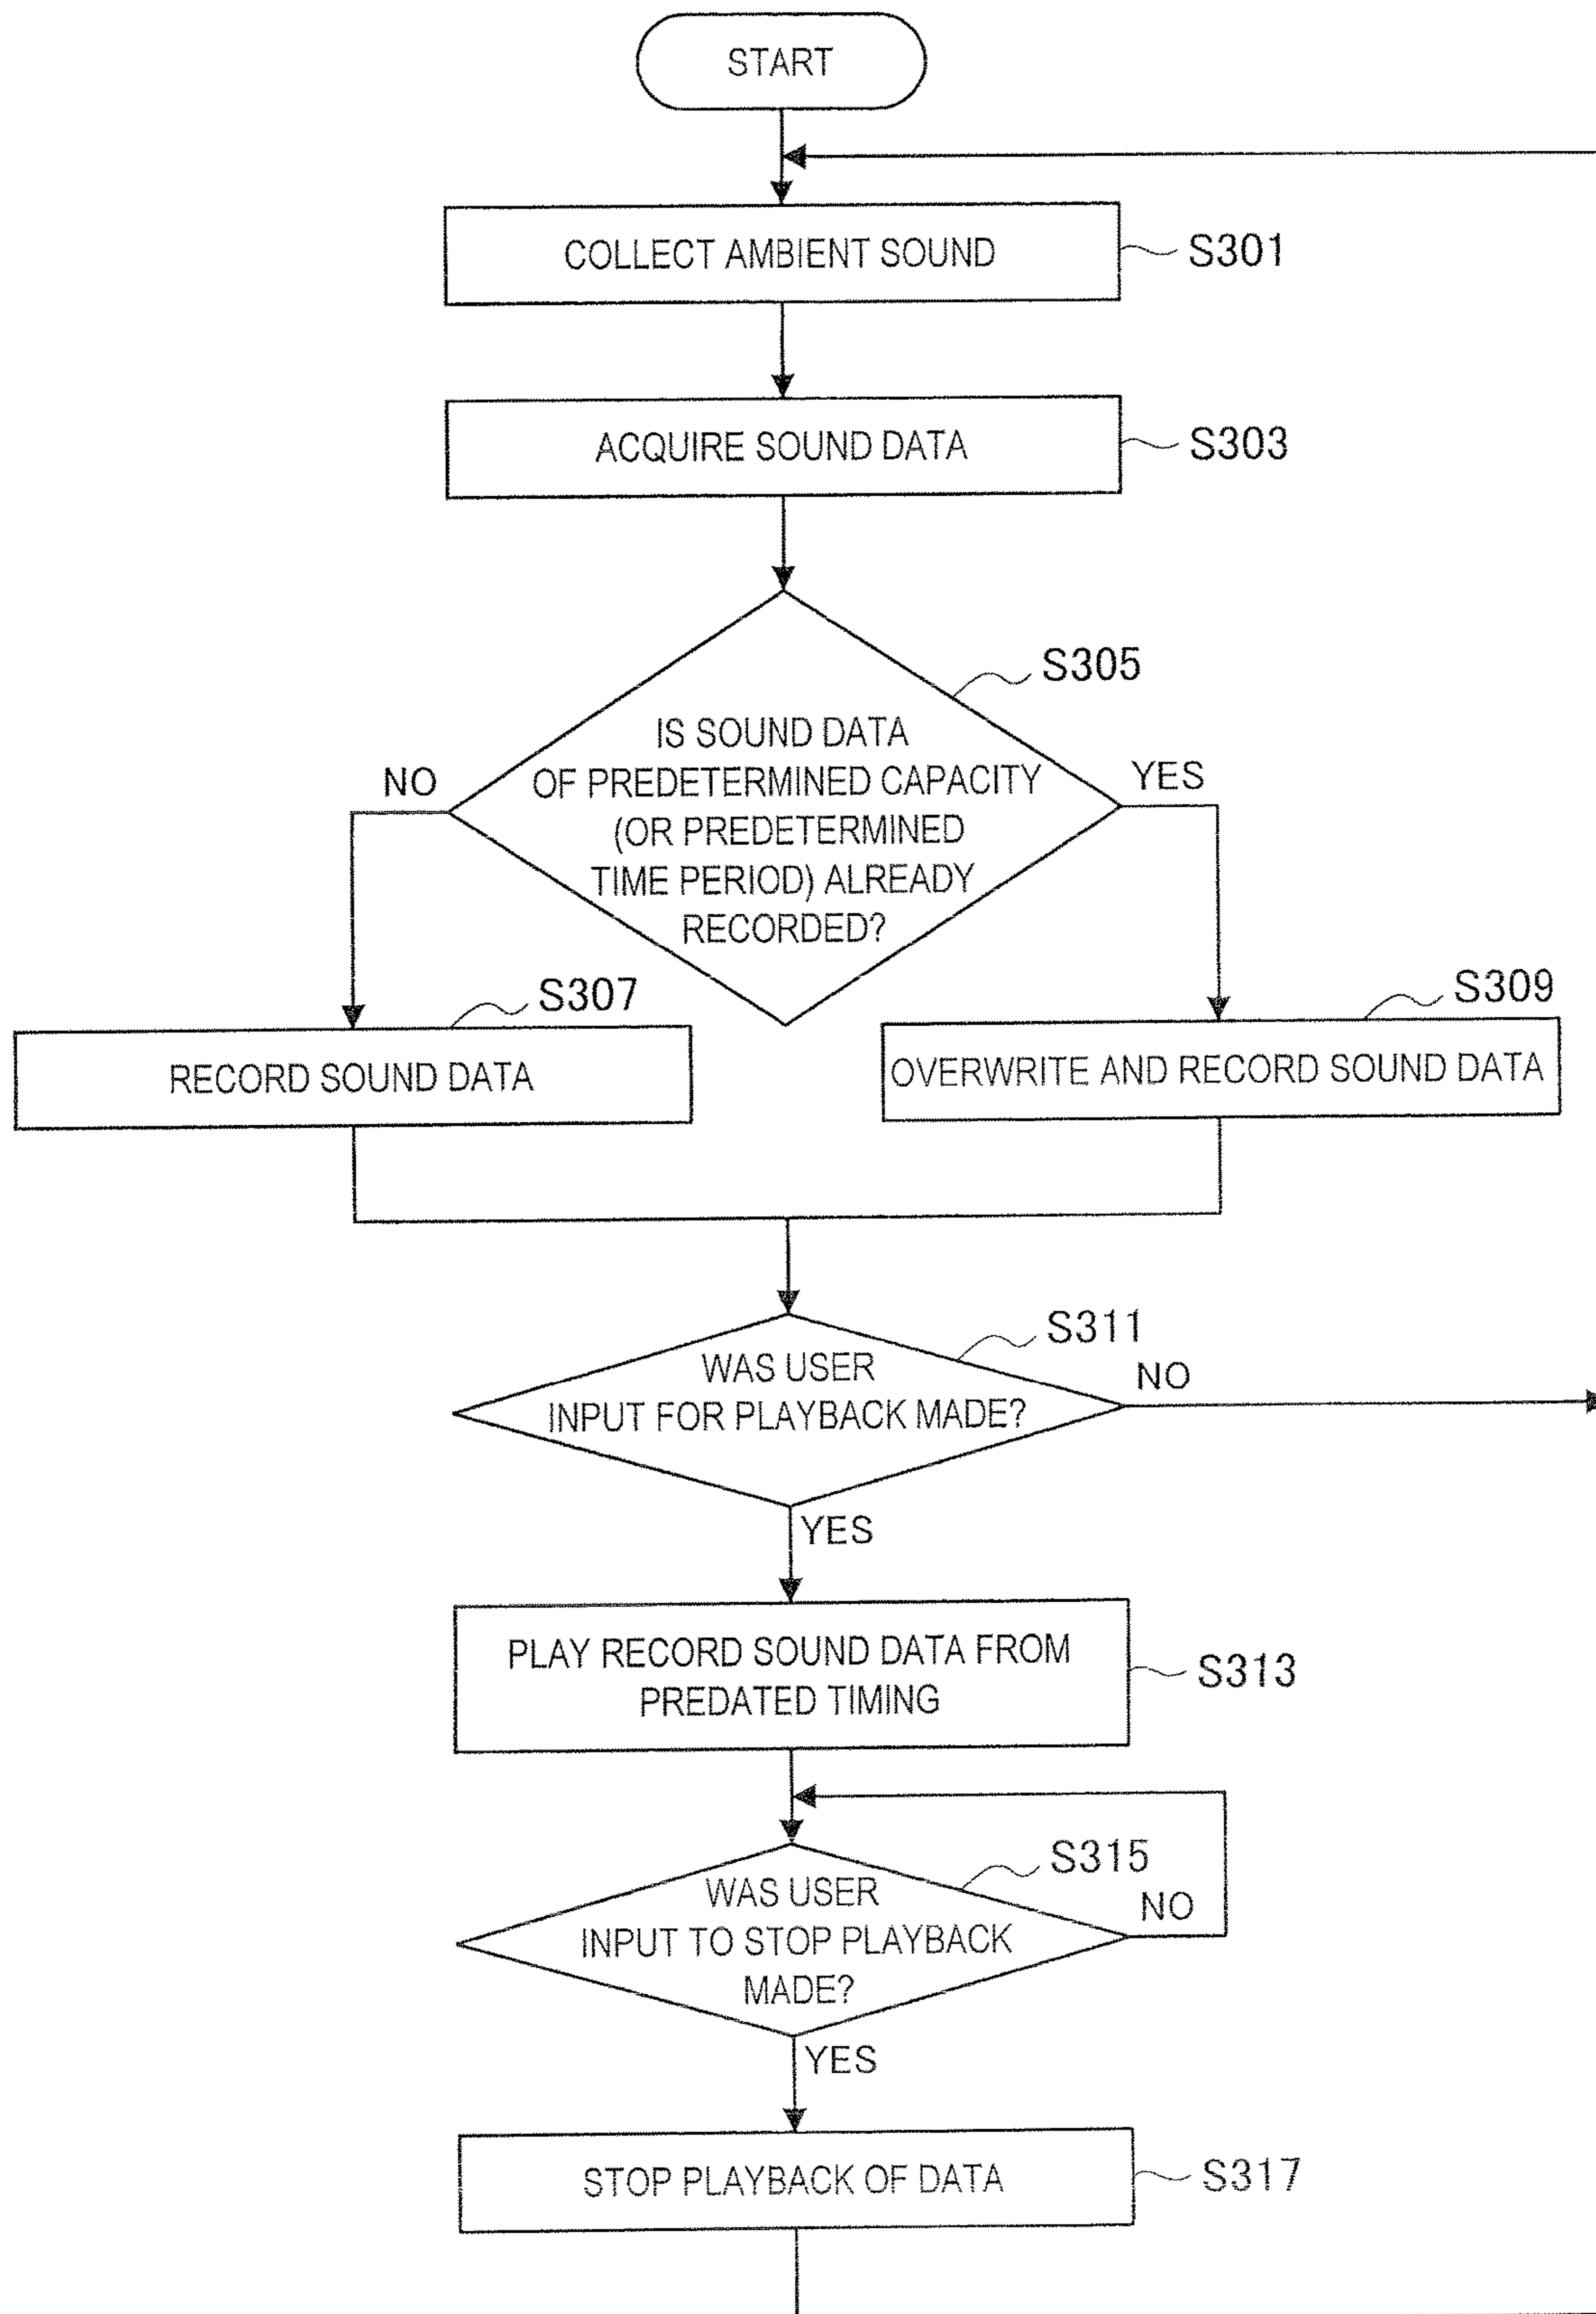 START
COLLECT AMBIENT SOUND
S301
ACQUIRE SOUND DATA
S303
S305
IS SOUND DATA
OF PREDETERMINED CAPACITY
(OR PREDETERMINED
TIME PERIOD) ALREADY
RECORDED?
NO
YES
S307
RECORD SOUND DATA
S309
OVERWRITE AND RECORD SOUND DATA
S311
WAS USER
INPUT FOR PLAYBACK MADE?
NO
YES
PLAY RECORD SOUND DATA FROM
PREDATED TIMING
S313
S315
WAS USER
INPUT TO STOP PLAYBACK
MADE?
NO
YES
STOP PLAYBACK OF DATA
S317